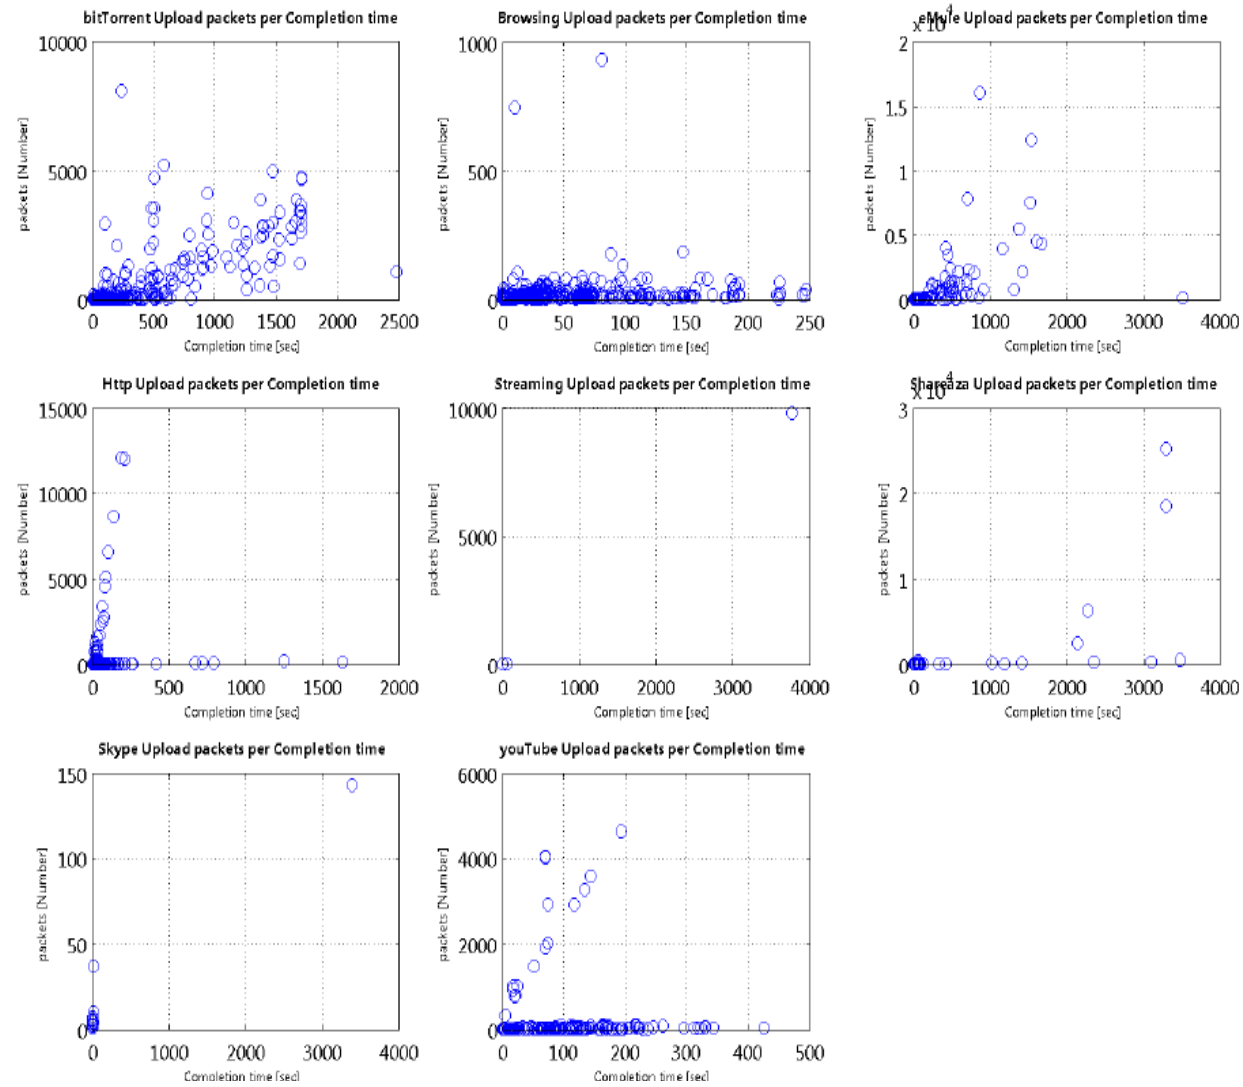 bitTorrent Upload packets per Completion time
10000
5000
0
packets [Number]
0 500 1000 1500 2000 2500
Completion time [sec]
Browsing Upload packets per Completion time
1000
500
0
packets [Number]
0 50 100 150 200 250
Completion time [sec]
eMule Upload packets per Completion time
x 10^4
2
1.5
1
0.5
0
packets [Number]
0 1000 2000 3000 4000
Completion time [sec]
Http Upload packets per Completion time
15000
10000
5000
0
packets [Number]
0 500 1000 1500 2000
Completion time [sec]
Streaming Upload packets per Completion time
10000
5000
0
packets [Number]
0 1000 2000 3000 4000
Completion time [sec]
Shareaza Upload packets per Completion time
x 10^4
3
2
1
0
packets [Number]
0 1000 2000 3000 4000
Completion time [sec]
Skype Upload packets per Completion time
150
100
50
0
packets [Number]
0 1000 2000 3000 4000
Completion time [sec]
youTube Upload packets per Completion time
6000
4000
2000
0
packets [Number]
0 100 200 300 400 500
Completion time [sec]